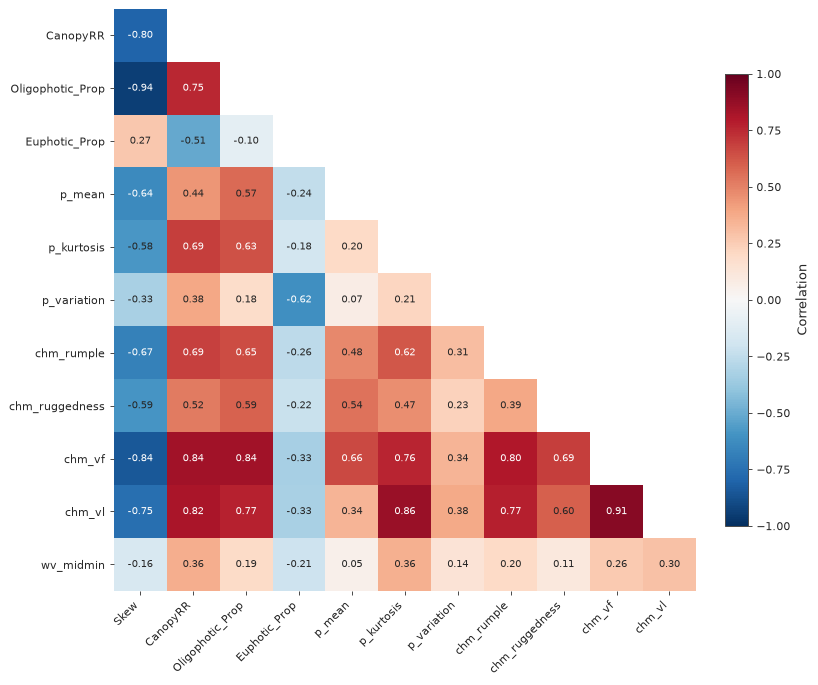 CanopyRR -0.80
Oligophotic_Prop -0.94 0.75
Euphotic_Prop 0.27 -0.51 -0.10
p_mean -0.64 0.44 0.57 -0.24
p_kurtosis -0.58 0.69 0.63 -0.18 0.20
p_variation -0.33 0.38 0.18 -0.62 0.07 0.21
chm_rumple -0.67 0.69 0.65 -0.26 0.48 0.62 0.31
chm_ruggedness -0.59 0.52 0.59 -0.22 0.54 0.47 0.23 0.39
chm_vf -0.84 0.84 0.84 -0.33 0.66 0.76 0.34 0.80 0.69
chm_vl -0.75 0.82 0.77 -0.33 0.34 0.86 0.38 0.77 0.60 0.91
wv_midmin -0.16 0.36 0.19 -0.21 0.05 0.36 0.14 0.20 0.11 0.26 0.30
Skew CanopyRR Oligophotic_Prop Euphotic_Prop p_mean p_kurtosis p_variation chm_rumple chm_ruggedness chm_vf chm_vl
1.00
0.75
0.50
0.25
0.00
−0.25
−0.50
−0.75
−1.00
Correlation